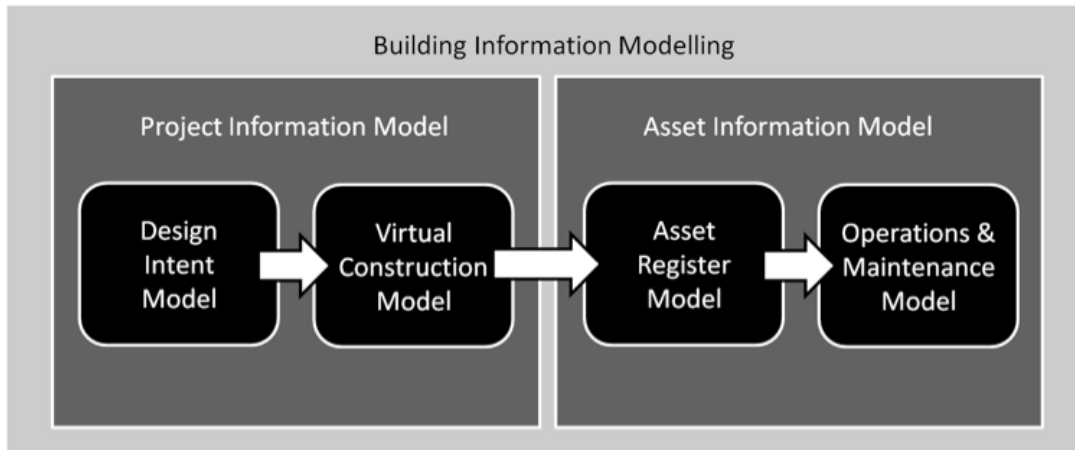 Building Information Modelling
Project Information Model
Design
Intent
Model
Virtual
Construction
Model
Asset Information Model
Asset
Register
Model
Operations &
Maintenance
Model